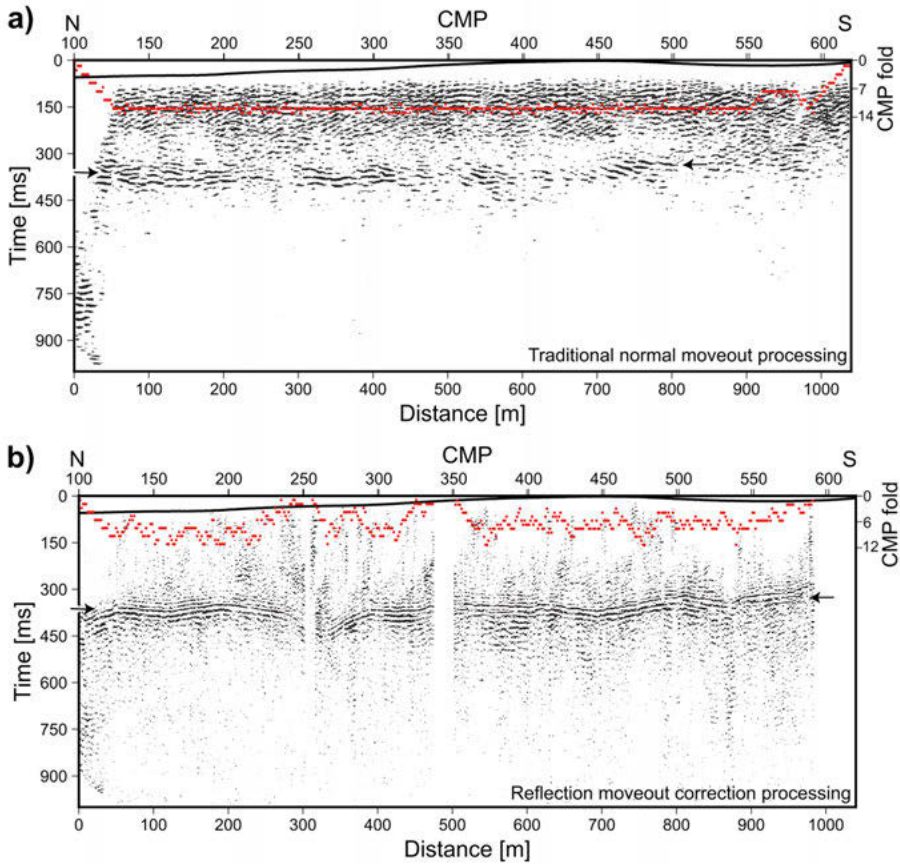 a)
N CMP S
100 150 200 250 300 350 400 450 500 550 600
0 0
150 7
300 14
450
600
750
900
Time [ms]
CMP fold
Traditional normal moveout processing
0 100 200 300 400 500 600 700 800 900 1000
Distance [m]
b)
N CMP S
100 150 200 250 300 350 400 450 500 550 600
0 0
150 6
300 12
450
600
750
900
Time [ms]
CMP fold
Reflection moveout correction processing
0 100 200 300 400 500 600 700 800 900 1000
Distance [m]